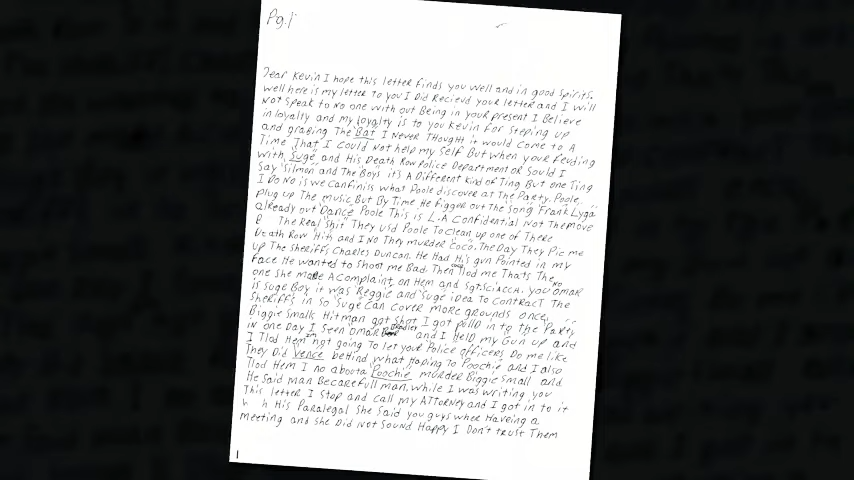 Pg.1
Dear Kevin I hope this letter finds you well and in good spirits.
well here is my letter to you I Did Recievd your letter and I will
Not speak to no one with out Being in your present I Believe
in loyalty and my loyalty is to you Kevin For steping up
and grabing The Bat I Never Thought it would come to A
Time That I could Not help my self But when your feuding
with Suge and His Death Row Police Department or Sould I
say "Silmon and The Boys" it's A Different kind of Ting But one Ting
I Do No is we can finiss what Poole discover at The Party. Poole
plug up The music But By Time He Figger out The song Frank Lyga
already out Dance Poole This is L.A Confidential Not The move
The Real "shit" They usd Poole To clean up one of There
Death Row Hits and I No They murder "Coco". The Day They Pic me
up The Sheriffs Charles Duncan. He Had His gun Pointed in my
Face He wanted to shoot me Bad. Then Tlod me Thats The
one she made A complaint on Hem and Sgt. Sciacca. you omar
is suge Boy it was Reggie and Suge idea to Contract The
Sheriffs in so Suge can cover more grounds once,
Biggie Smalls Hitman got shot I got polld in to The Party
in one Day I seen omar and I Held my Gun up and
I Tlod Hem I'm not going to let your Police officers Do me like
They Did Vence behind what Hoping To Poochie and I also
Tlod Hem I no about a Poochie murder Biggie Small and
He said man Becarefull man. while I was writing you
This letter I stop and call my Attorney and I got in to it
His Paralegal She said you guys wher Haveing a
meeting and she Did Not sound Happy I Don't trust Them
1